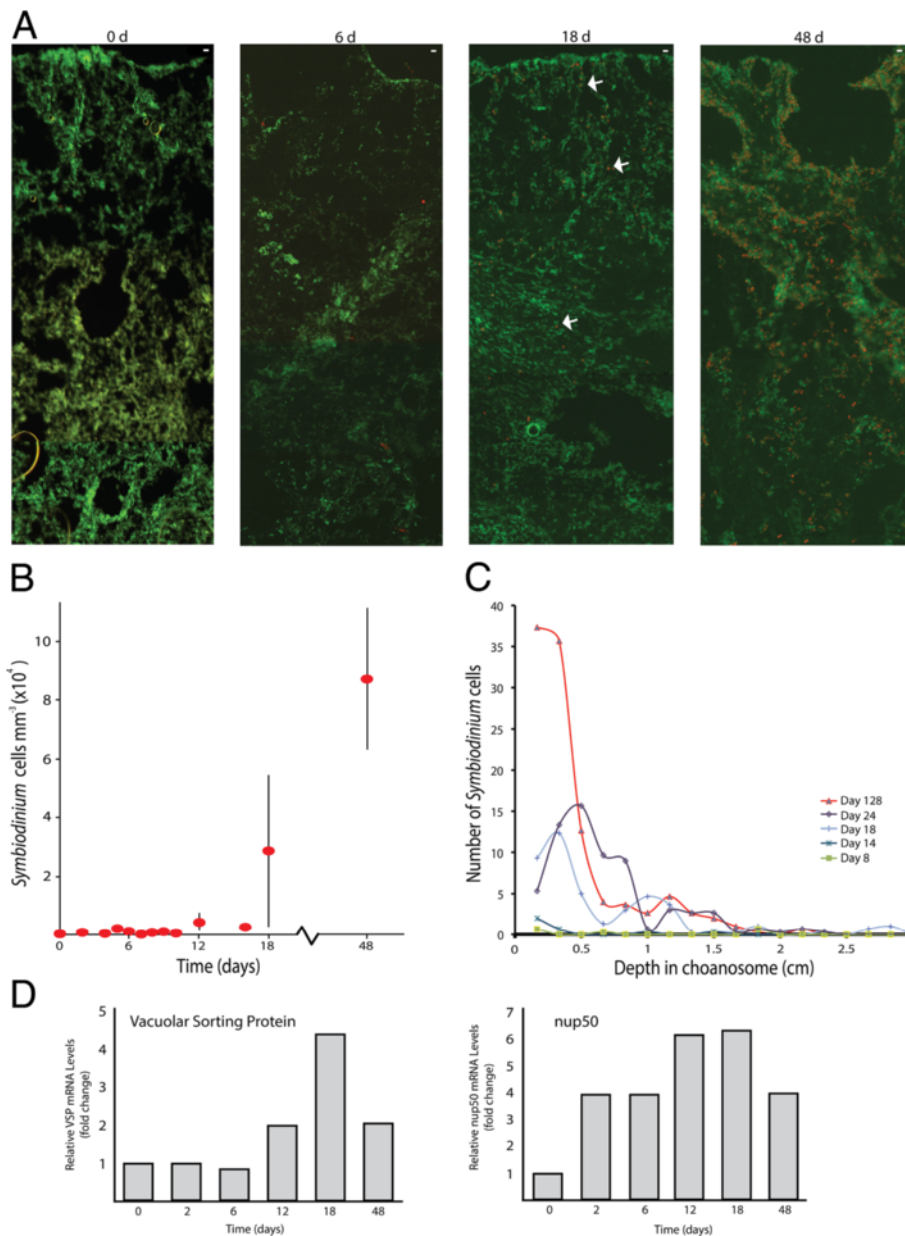 A
0 d
6 d
18 d
48 d
B
Symbiodinium cells mm⁻³ (x10⁴)
10
8
6
4
2
0
6
12
18
48
Time (days)
C
Number of Symbiodinium cells
40
35
30
25
20
15
10
5
0
Day 128
Day 24
Day 18
Day 14
Day 8
0
0.5
1
1.5
2
2.5
Depth in choanosome (cm)
D
Vacuolar Sorting Protein
Relative VSP mRNA Levels
(fold change)
5
4
3
2
1
0
2
6
12
18
48
Time (days)
nup50
Relative nup50 mRNA Levels
(fold change)
7
6
5
4
3
2
1
0
2
6
12
18
48
Time (days)